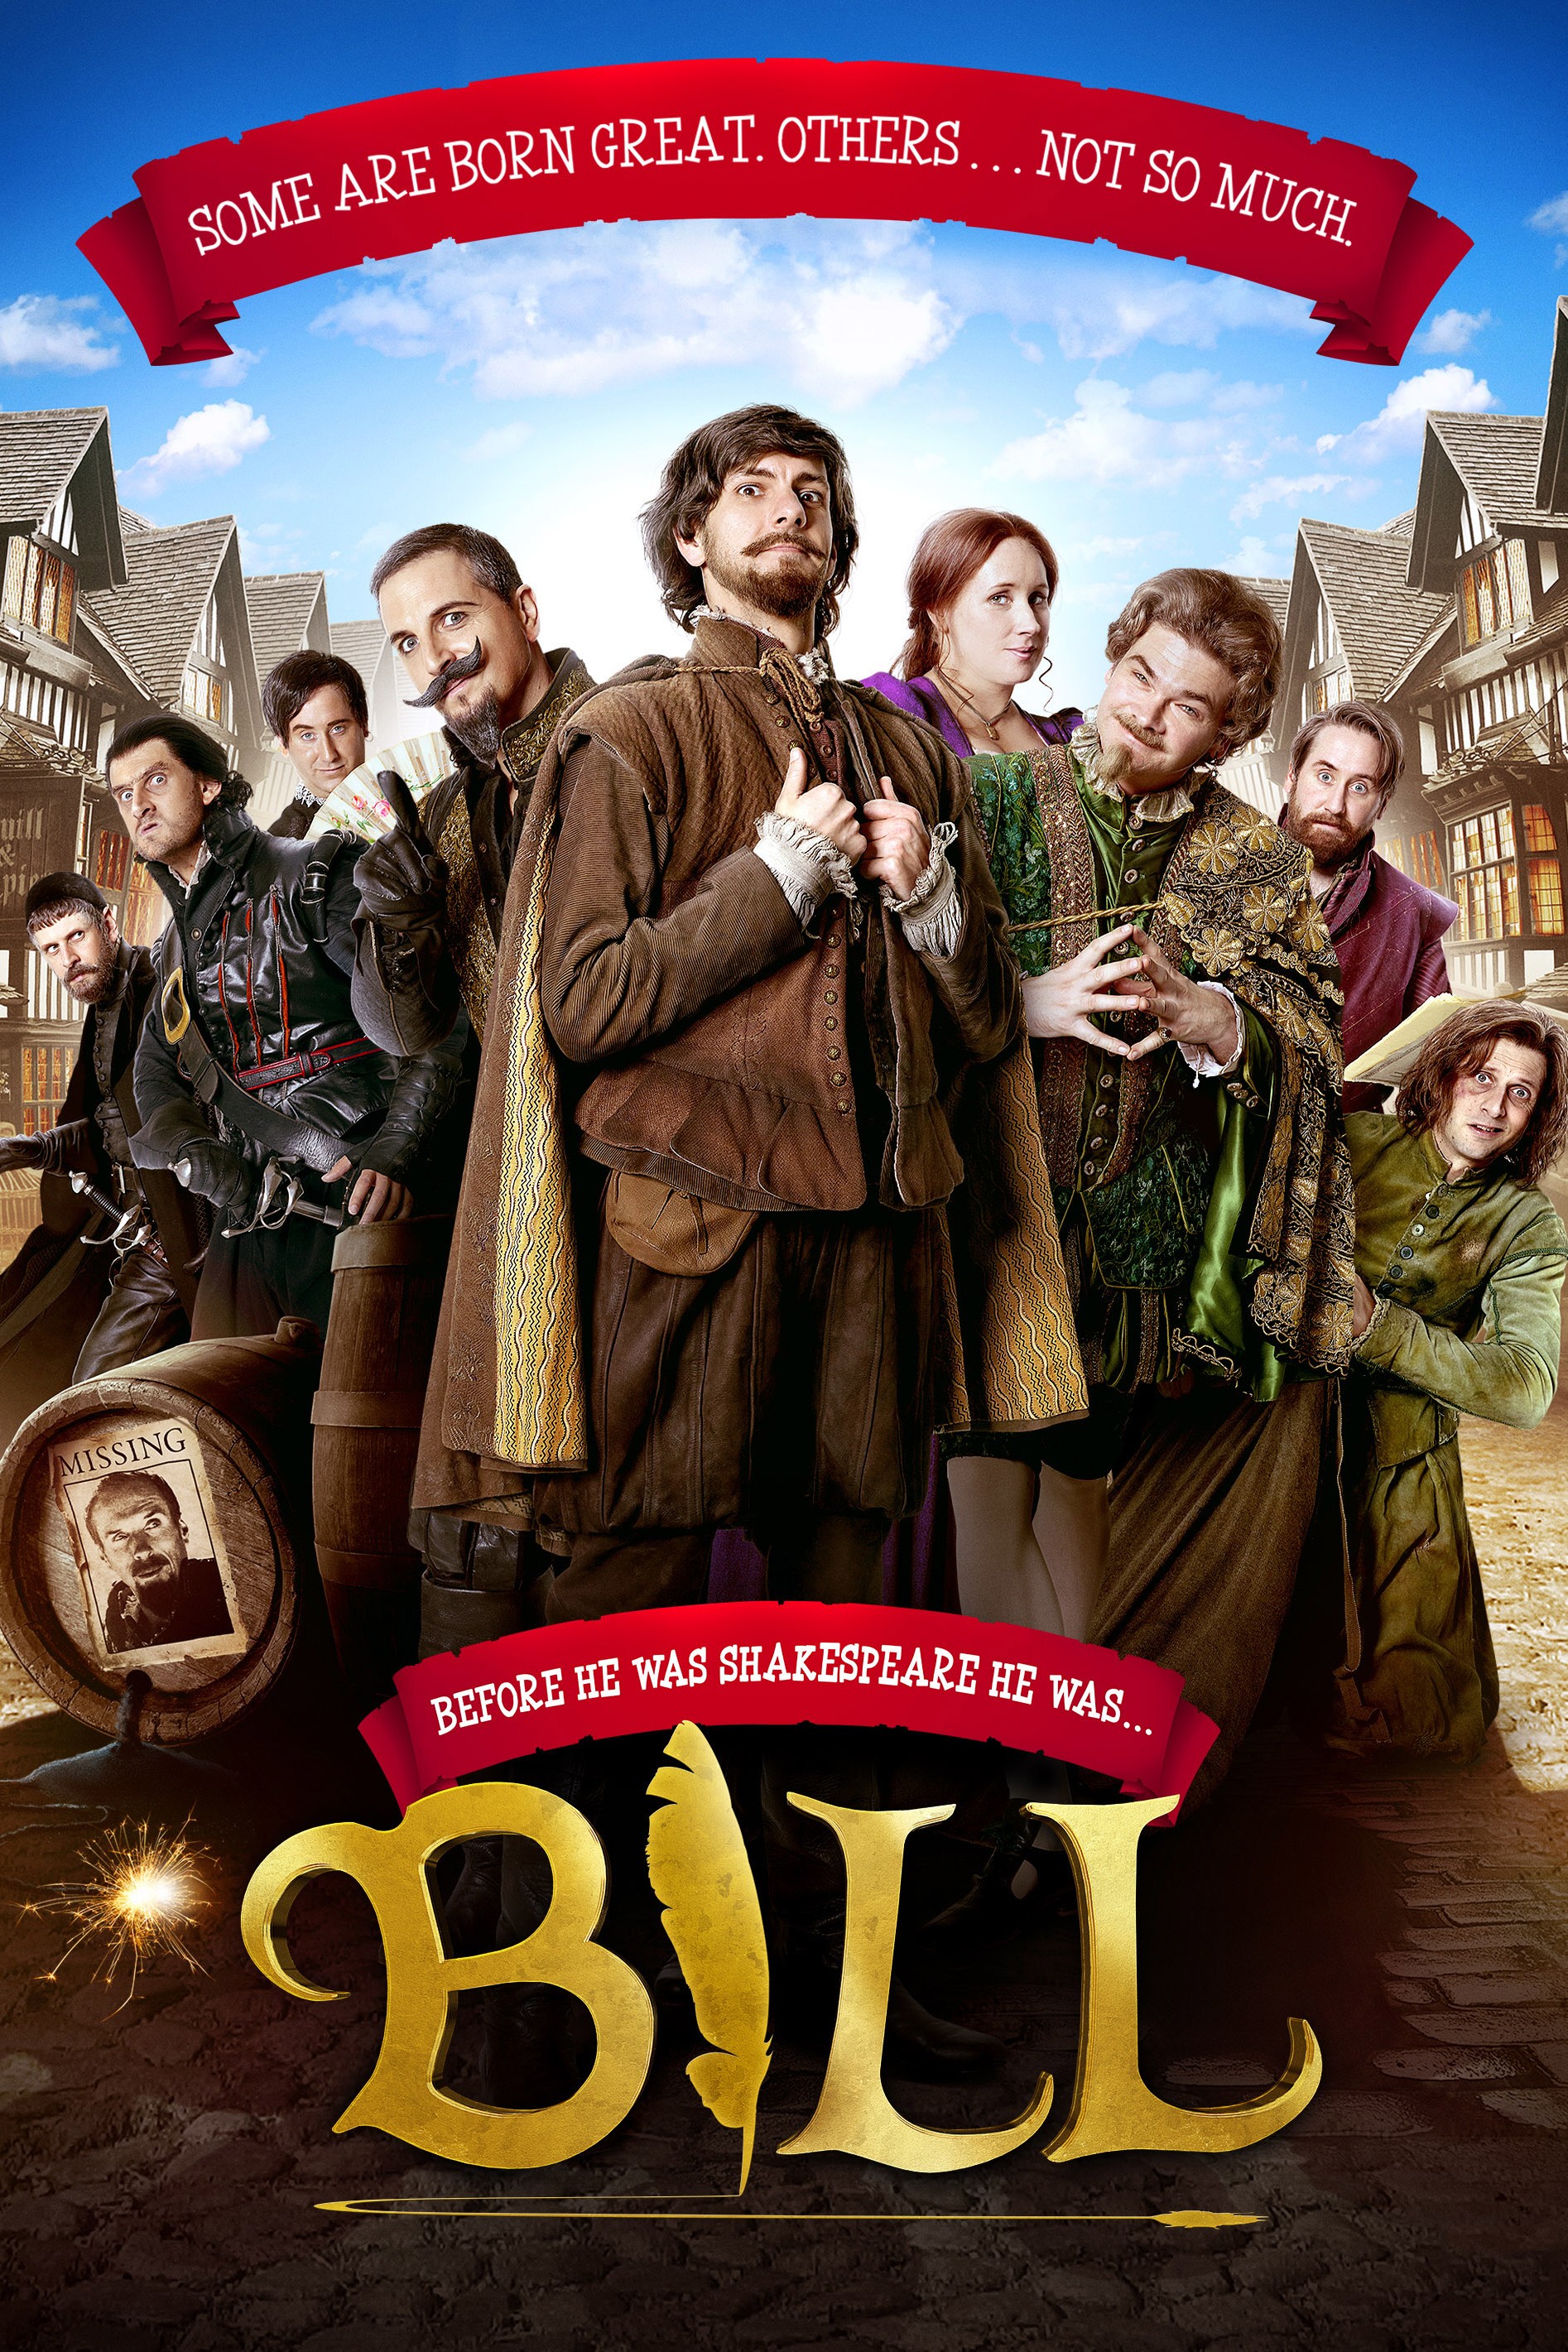 SOME ARE BORN GREAT. OTHERS... NOT SO MUCH.
MISSING
BEFORE HE WAS SHAKESPEARE HE WAS...
BILL